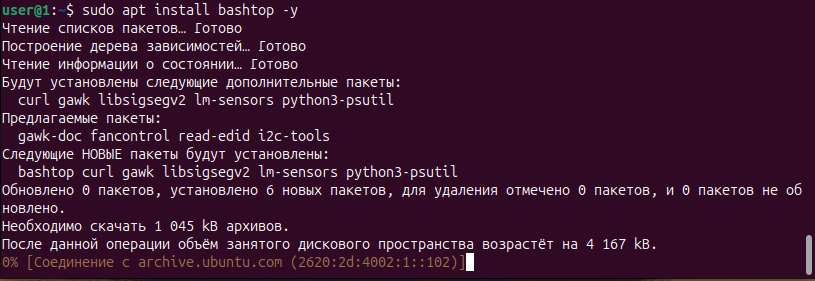 user@1:~$ sudo apt install bashtop -y
Чтение списков пакетов… Готово
Построение дерева зависимостей… Готово
Чтение информации о состоянии… Готово
Будут установлены следующие дополнительные пакеты:
  curl gawk libsigsegv2 lm-sensors python3-psutil
Предлагаемые пакеты:
  gawk-doc fancontrol read-edid i2c-tools
Следующие НОВЫЕ пакеты будут установлены:
  bashtop curl gawk libsigsegv2 lm-sensors python3-psutil
Обновлено 0 пакетов, установлено 6 новых пакетов, для удаления отмечено 0 пакетов, и 0 пакетов не об
новлено.
Необходимо скачать 1 045 kB архивов.
После данной операции объём занятого дискового пространства возрастёт на 4 167 kB.
0% [Соединение с archive.ubuntu.com (2620:2d:4002:1::102)]